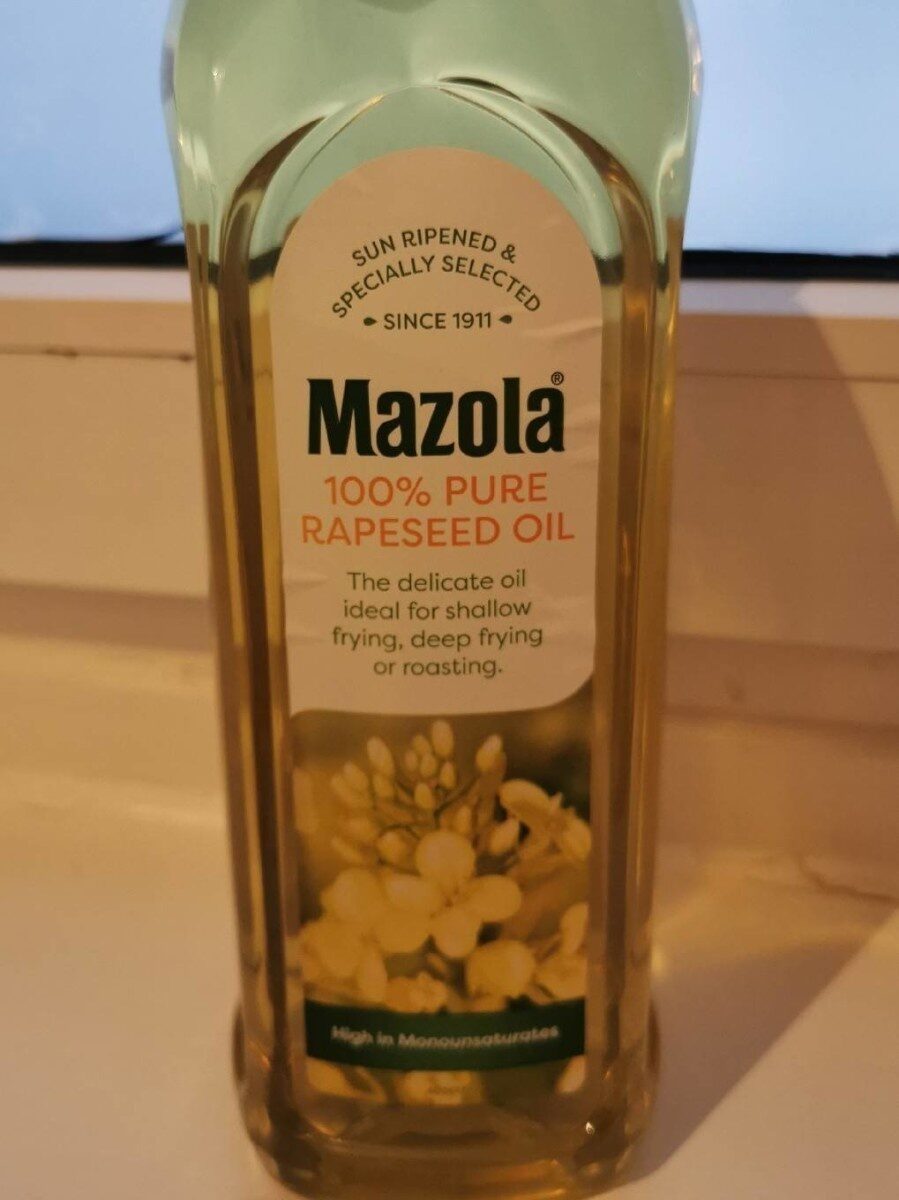 SUN RIPENED &
SPECIALLY SELECTED
SINCE 1911
Mazola®
100% PURE
RAPESEED OIL
The delicate oil
ideal for shallow
frying, deep frying
or roasting.
High in Monounsaturates